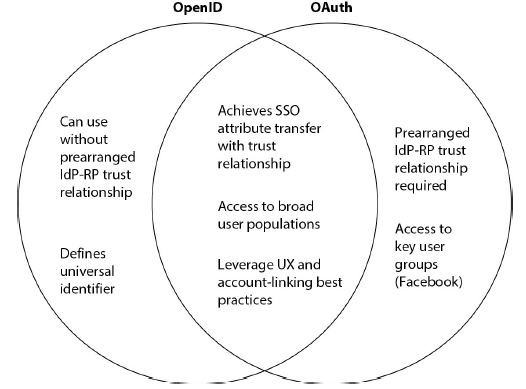 OpenID
OAuth
Can use
without
prearranged
IdP-RP trust
relationship
Defines
universal
identifier
Achieves SSO
attribute transfer
with trust
relationship
Access to broad
user populations
Leverage UX and
account-linking best
practices
Prearranged
IdP-RP trust
relationship
required
Access to
key user
groups
(Facebook)